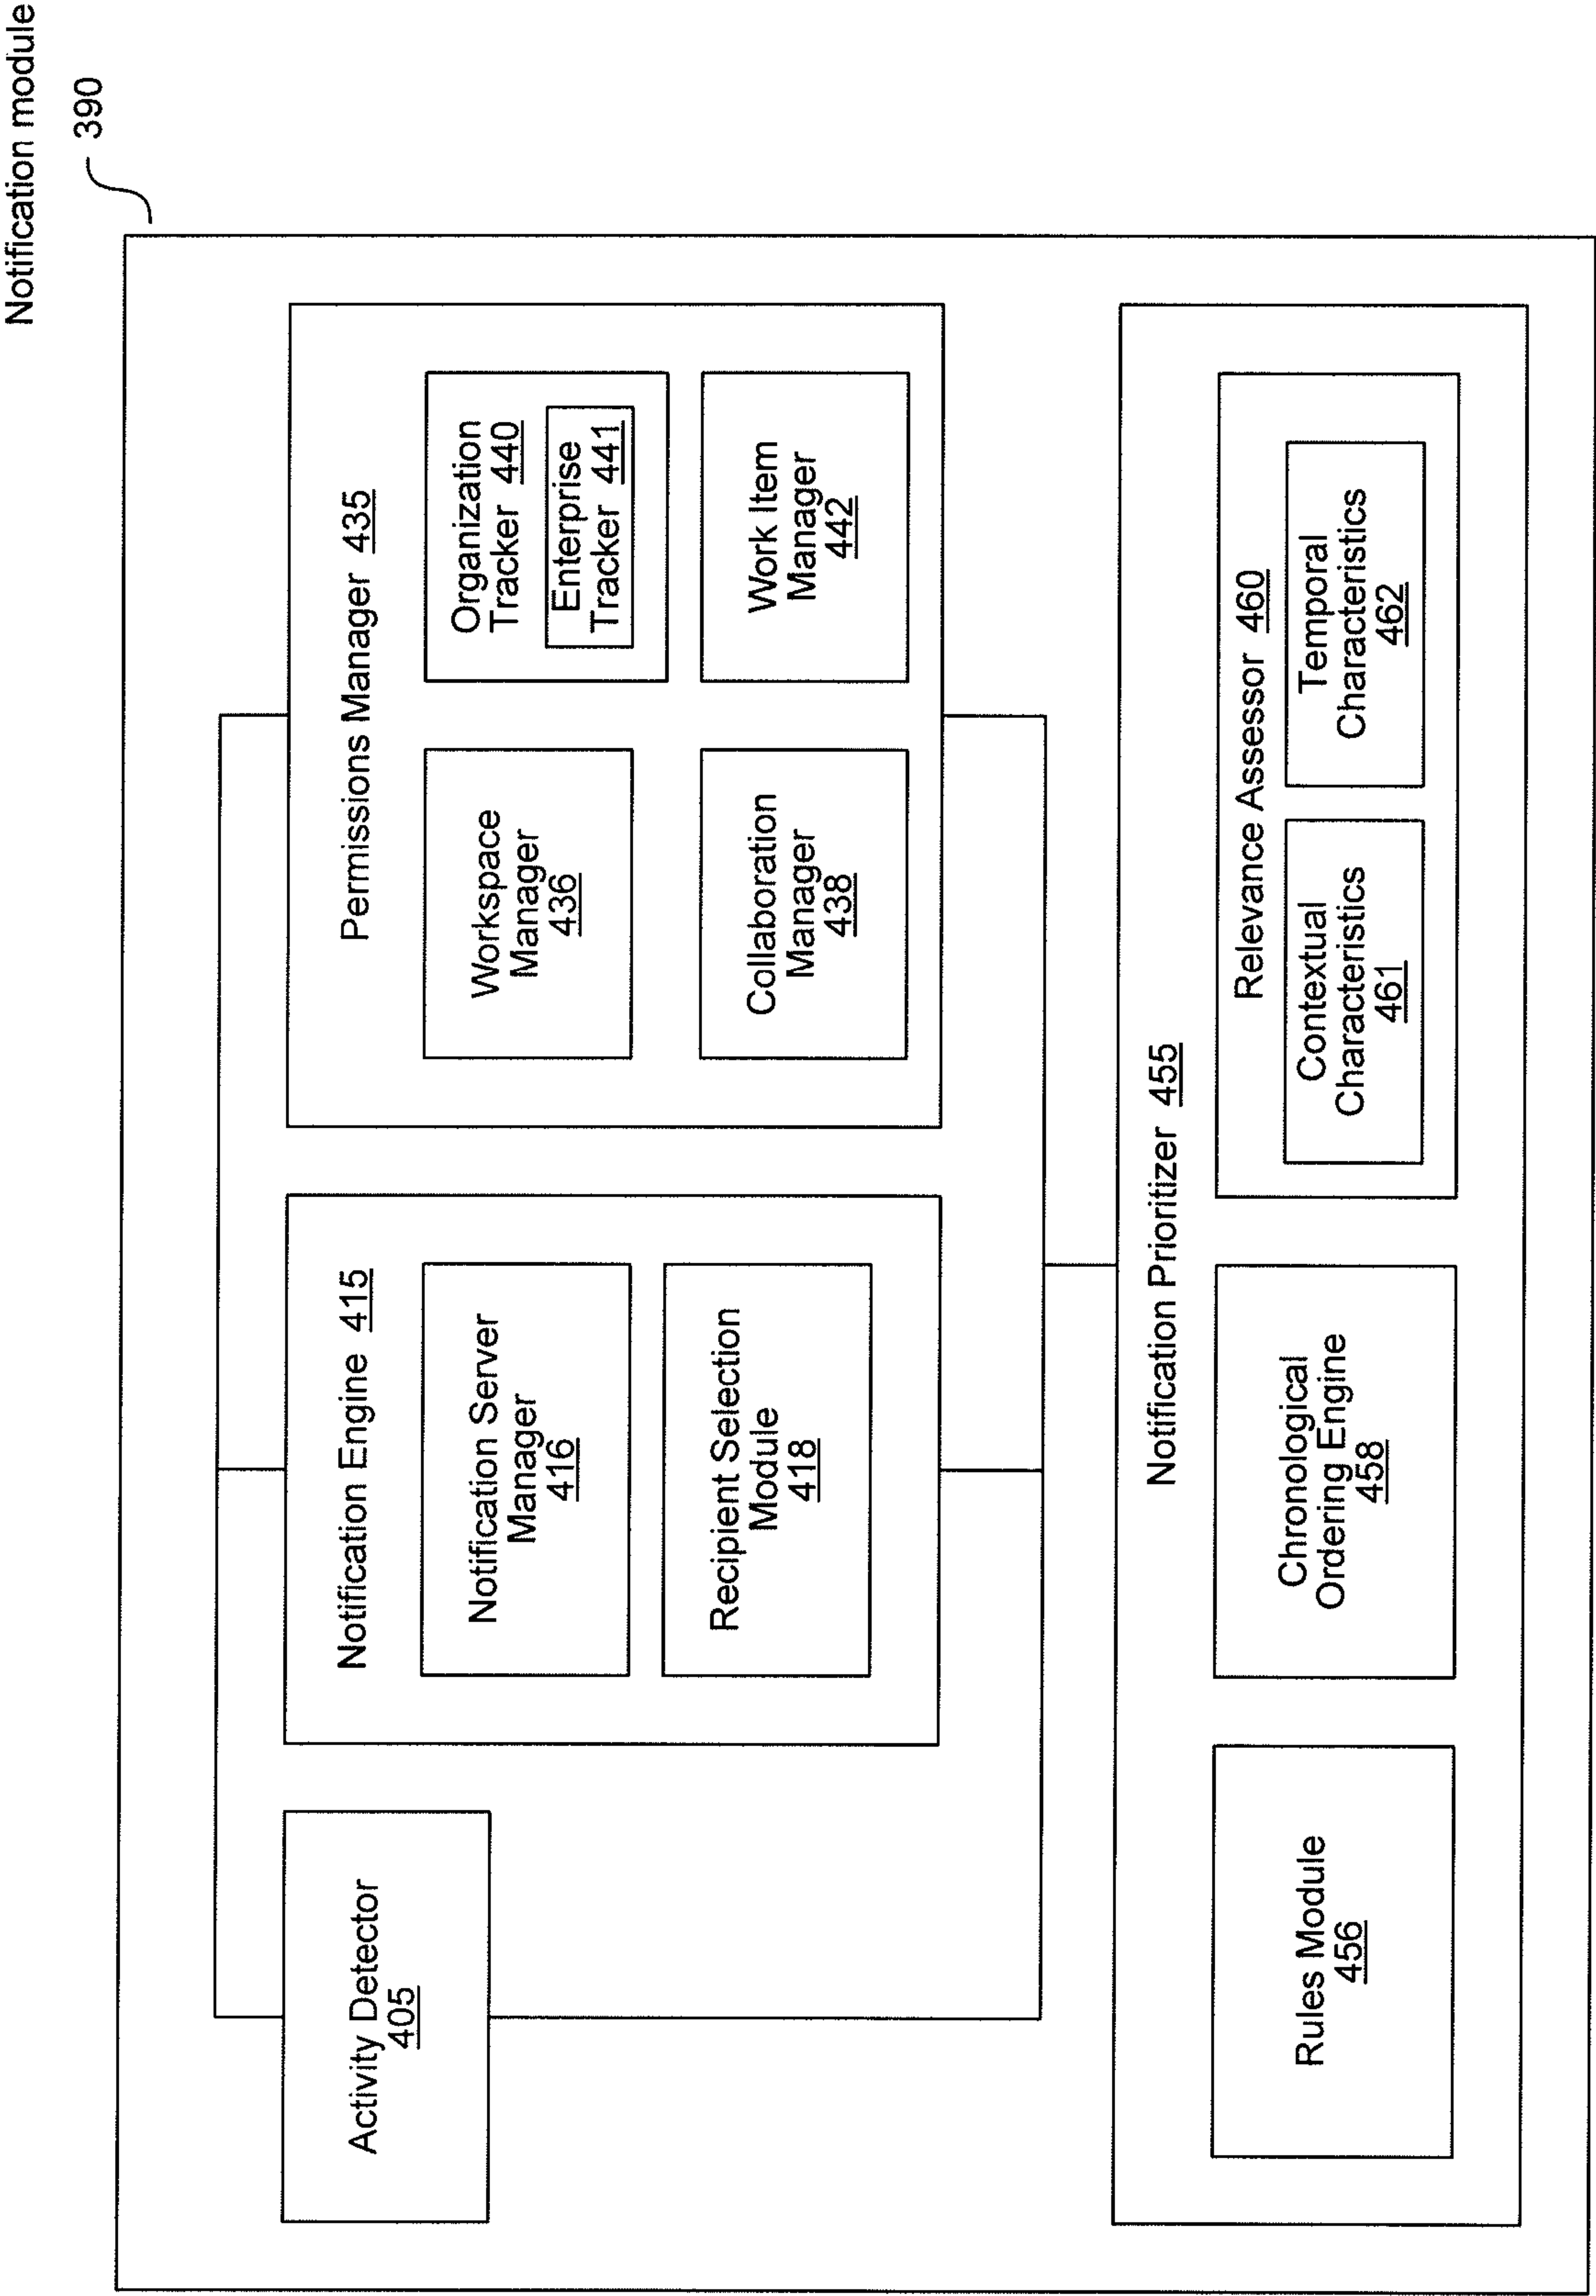 Notification module
390
Activity Detector
405
Notification Engine 415
Notification Server
Manager
416
Recipient Selection
Module
418
Permissions Manager 435
Workspace
Manager
436
Organization
Tracker 440
Enterprise
Tracker 441
Collaboration
Manager
438
Work Item
Manager
442
Notification Prioritizer 455
Rules Module
456
Chronological
Ordering Engine
458
Relevance Assessor 460
Contextual
Characteristics
461
Temporal
Characteristics
462